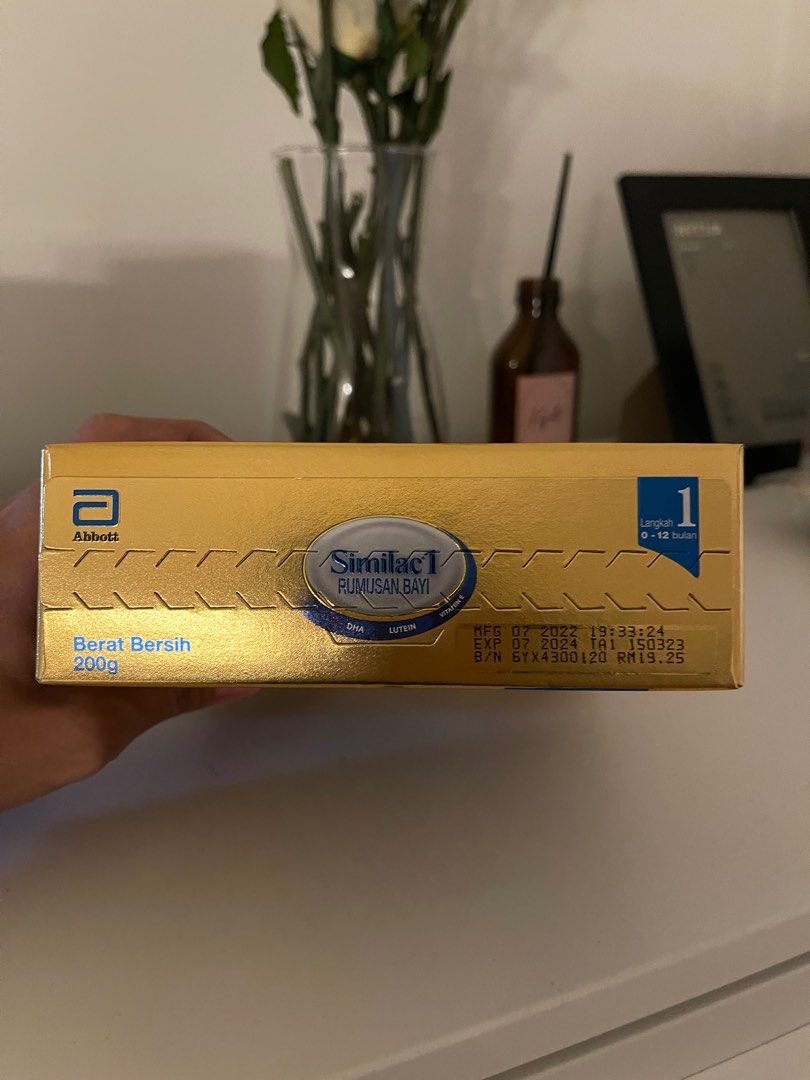 Abbott
Similac 1
RUMUSAN BAYI
DHA LUTEIN VITAMIN E
Langkah 1
0 - 12 bulan
Berat Bersih
200g
MFG 07 2022 19:33:24
EXP 07 2024 TA1 150323
B/N 6YX4300120 RM19.25